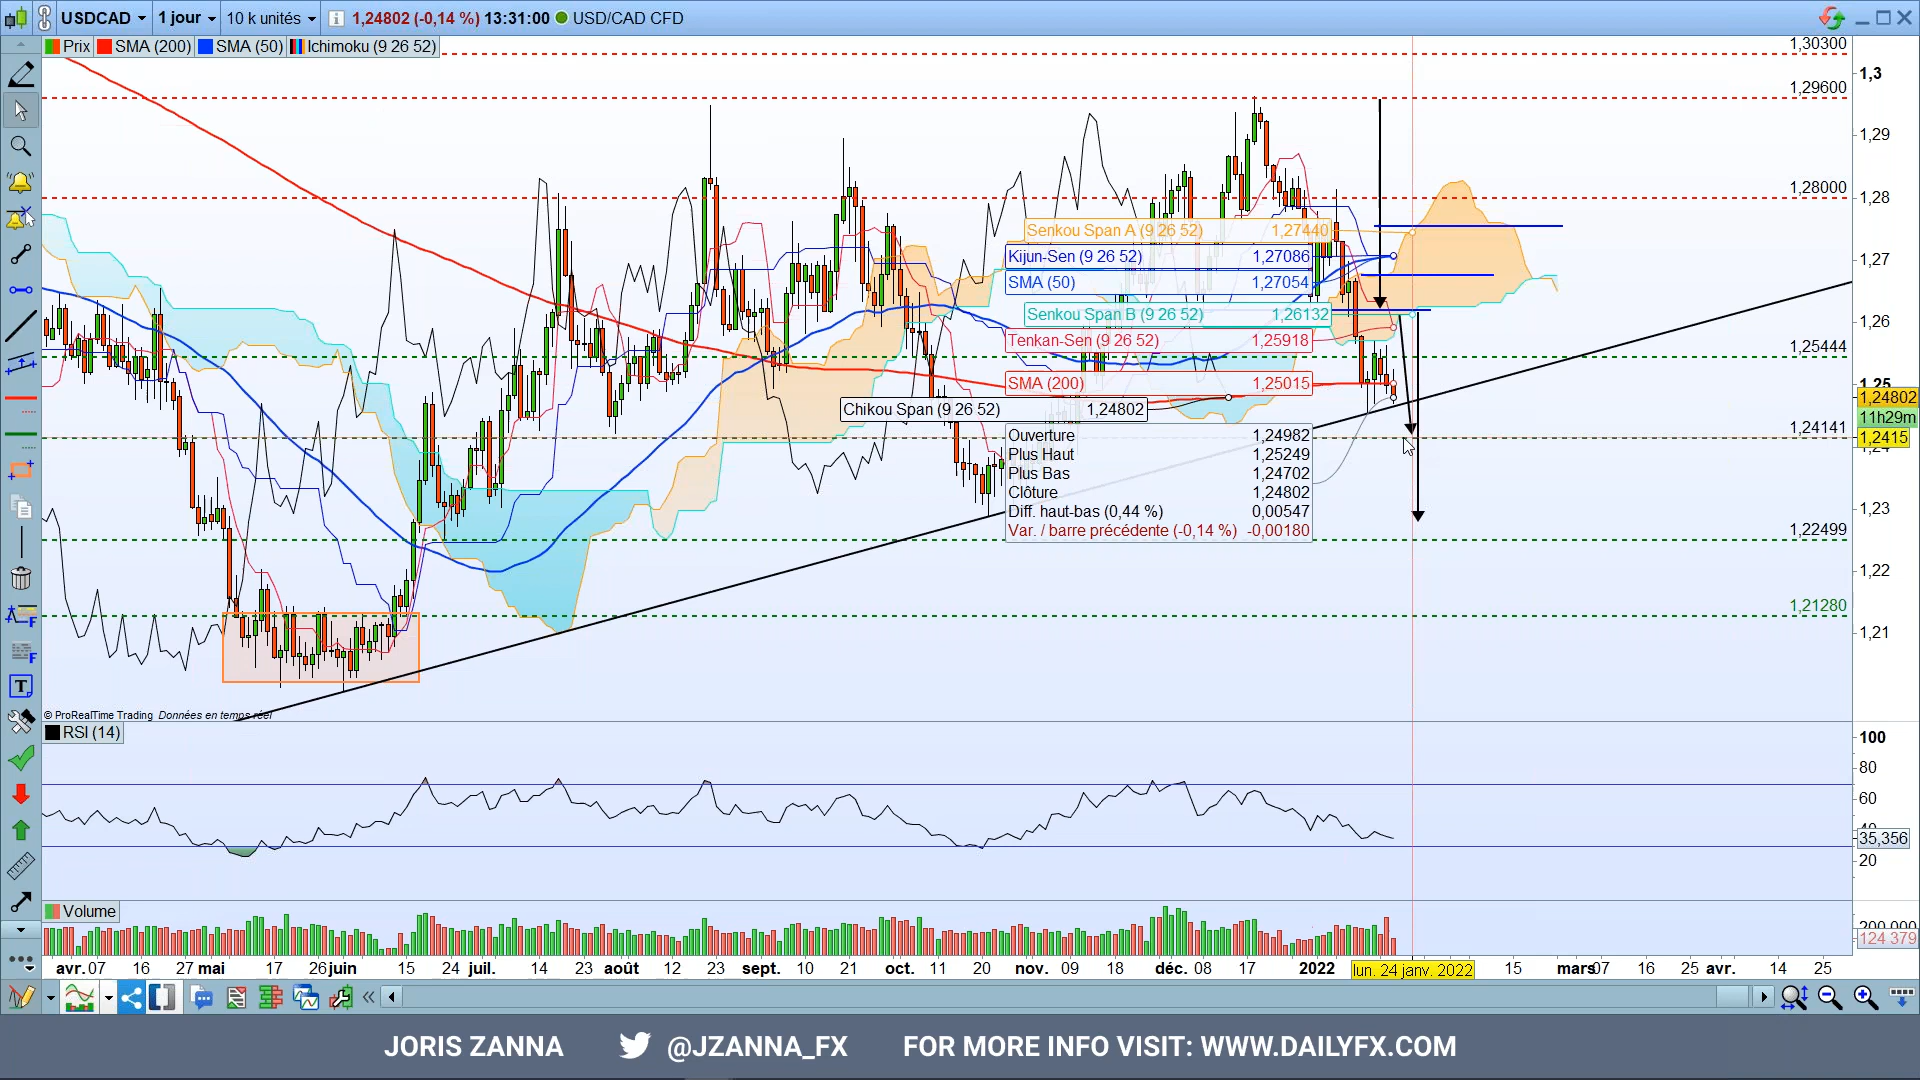 USDCAD 1 jour 10 k unités 1,24802 (-0,14 %) 13:31:00 USD/CAD CFD
Prix SMA (200) SMA (50) Ichimoku (9 26 52)
1,30300
1,3
1,29600
1,29
1,28000
1,28
Senkou Span A (9 26 52) 1,27440
Kijun-Sen (9 26 52) 1,27086
1,27
SMA (50) 1,27054
Senkou Span B (9 26 52) 1,26132
1,26
Tenkan-Sen (9 26 52) 1,25918
1,25444
SMA (200) 1,25015
1,25
1,24802
Chikou Span (9 26 52) 1,24802
11h29m
1,24141
1,2415
Ouverture 1,24982
Plus Haut 1,25249
Plus Bas 1,24702
Clôture 1,24802
Diff. haut-bas (0,44 %) 0,00547
Var. / barre précédente (-0,14 %) -0,00180
1,23
1,22499
1,22
1,21280
1,21
© ProRealTime Trading Données en temps réel
RSI (14)
100
80
60
40
35,356
20
Volume
200 000
124 379
avr. 07 16 27 mai 17 26 juin 15 24 juil. 14 23 août 12 23 sept. 10 21 oct. 11 20 nov. 09 18 déc. 08 17 2022 lun. 24 janv. 2022 15 mars 07 16 25 avr. 14 25
JORIS ZANNA @JZANNA_FX FOR MORE INFO VISIT: WWW.DAILYFX.COM